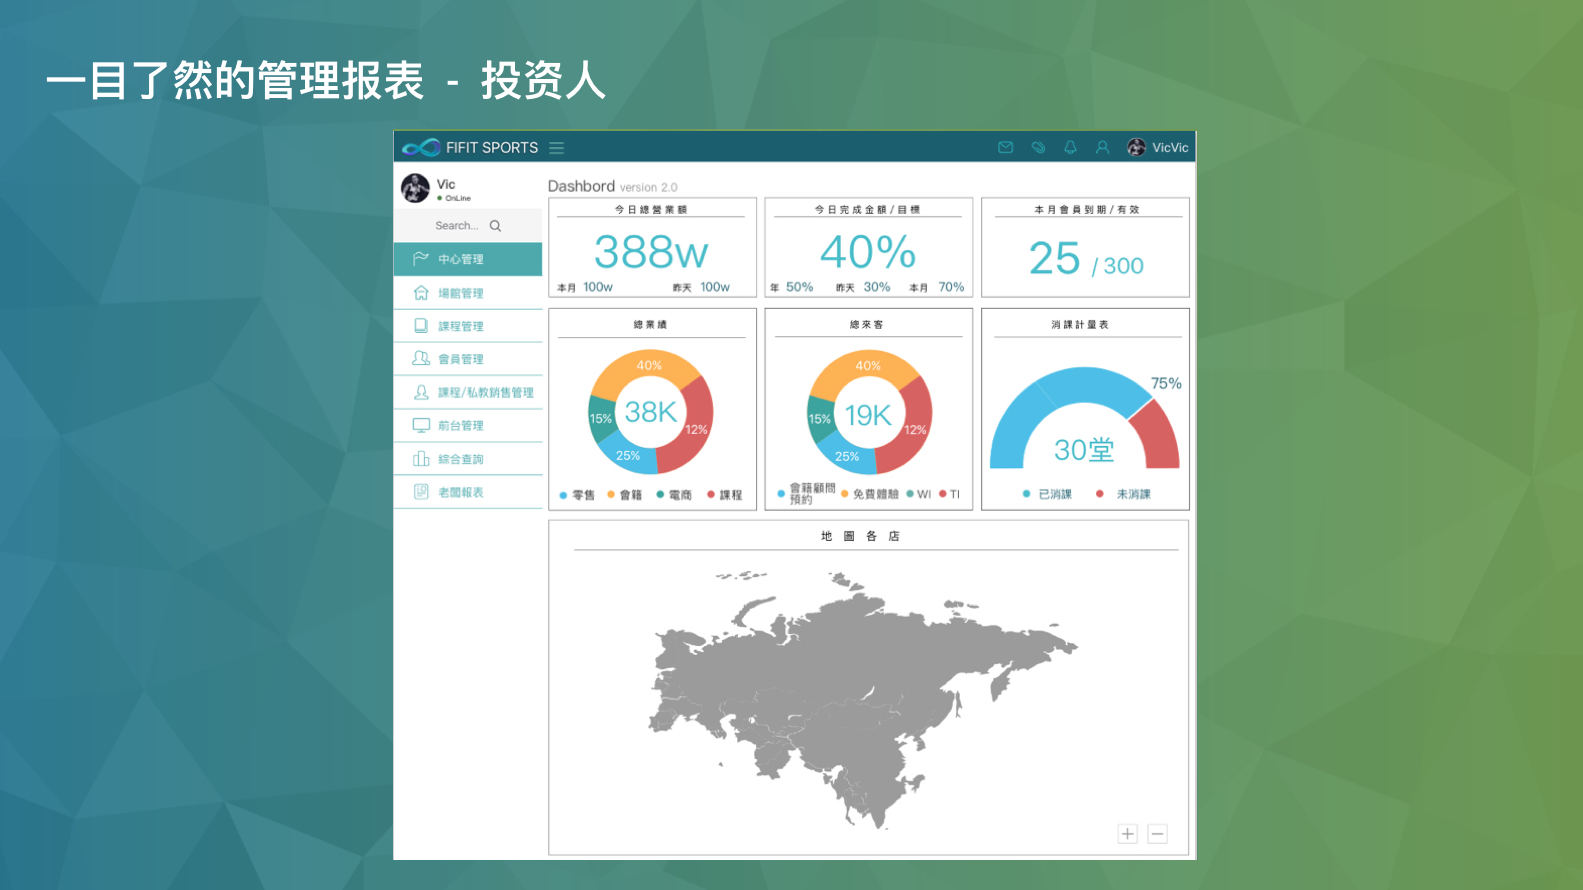 一目了然的管理报表 - 投资人
FIFIT SPORTS
VicVic
Vic
OnLine
Search...
中心管理
場館管理
課程管理
會員管理
課程/私教銷售管理
前台管理
綜合查詢
老闆報表
Dashbord version 2.0
今日總營業額
388w
本月 100w 昨天 100w
今日完成金額/目標
40%
年 50% 昨天 30% 本月 70%
本月會員到期/有效
25 / 300
總業績
40%
38K
15%
12%
25%
零售 會籍 電商 課程
總來客
40%
19K
15%
12%
25%
會籍顧問預約 免費體驗 WI TI
消課計量表
75%
30堂
已消課 未消課
地圖各店